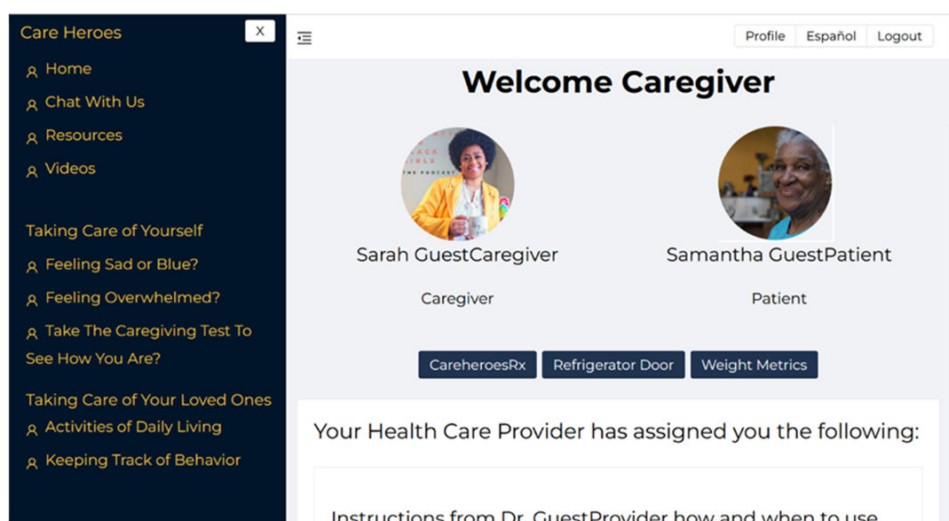 Care Heroes
X
Home
Chat With Us
Resources
Videos
Taking Care of Yourself
Feeling Sad or Blue?
Feeling Overwhelmed?
Take The Caregiving Test To
See How You Are?
Taking Care of Your Loved Ones
Activities of Daily Living
Keeping Track of Behavior
Profile Español Logout
Welcome Caregiver
THE PODCAST
Sarah GuestCaregiver
Samantha GuestPatient
Caregiver
Patient
CareheroesRx Refrigerator Door Weight Metrics
Your Health Care Provider has assigned you the following:
Instructions from Dr. GuestProvider how and when to use